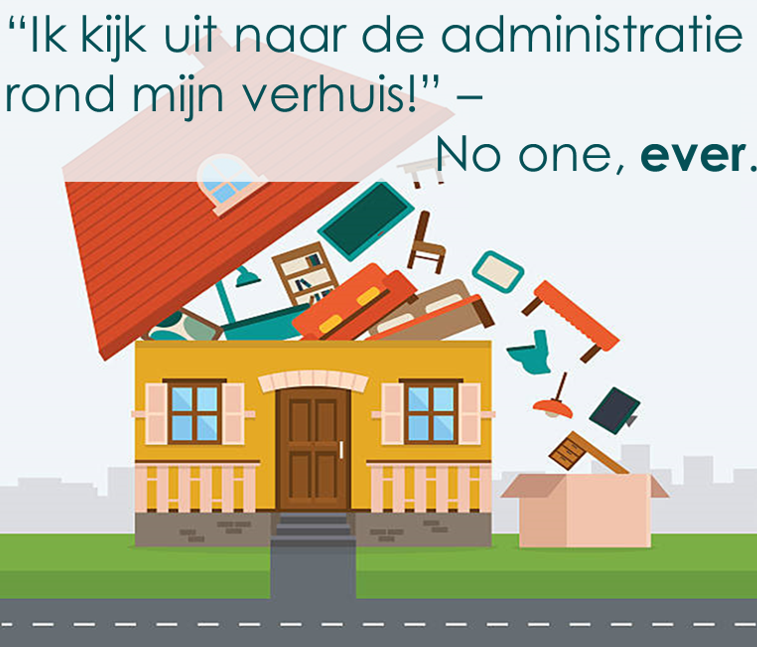 “Ik kijk uit naar de administratie
rond mijn verhuis!” –
No one, ever.